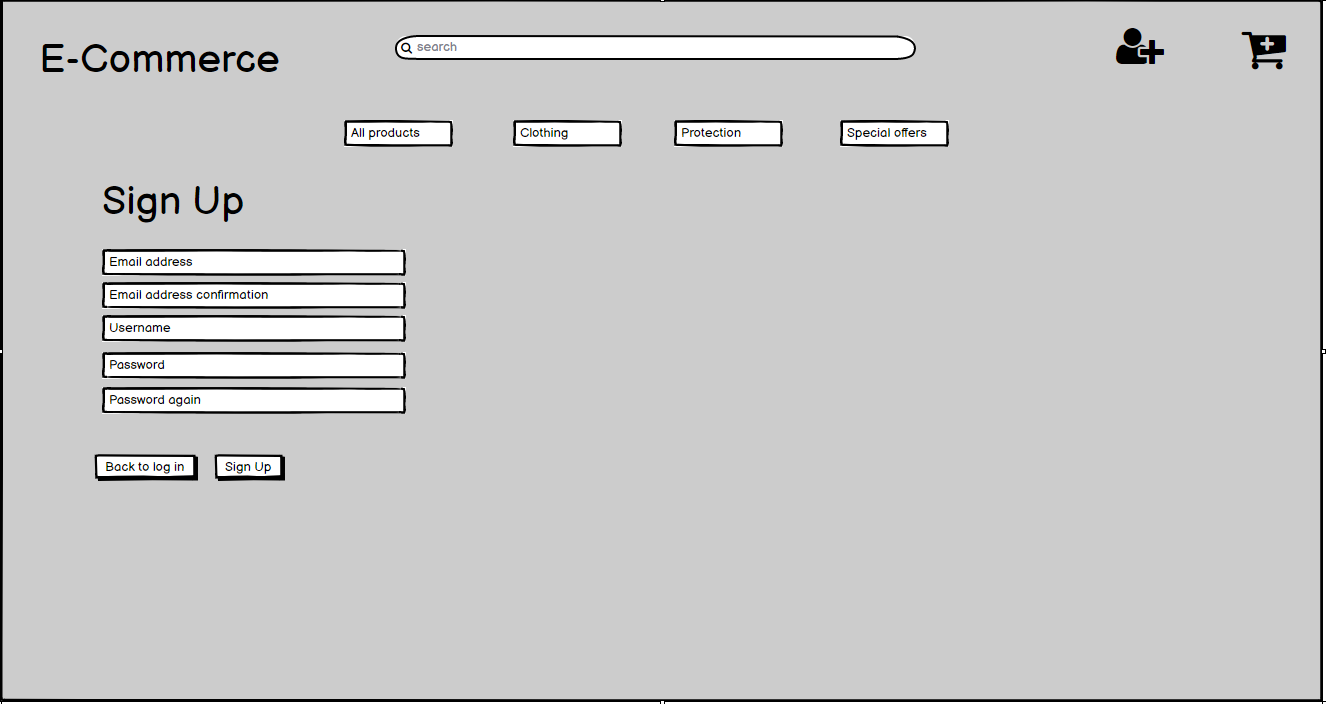 E-Commerce
search
All products
Clothing
Protection
Special offers
Sign Up
Email address
Email address confirmation
Username
Password
Password again
Back to log in
Sign Up